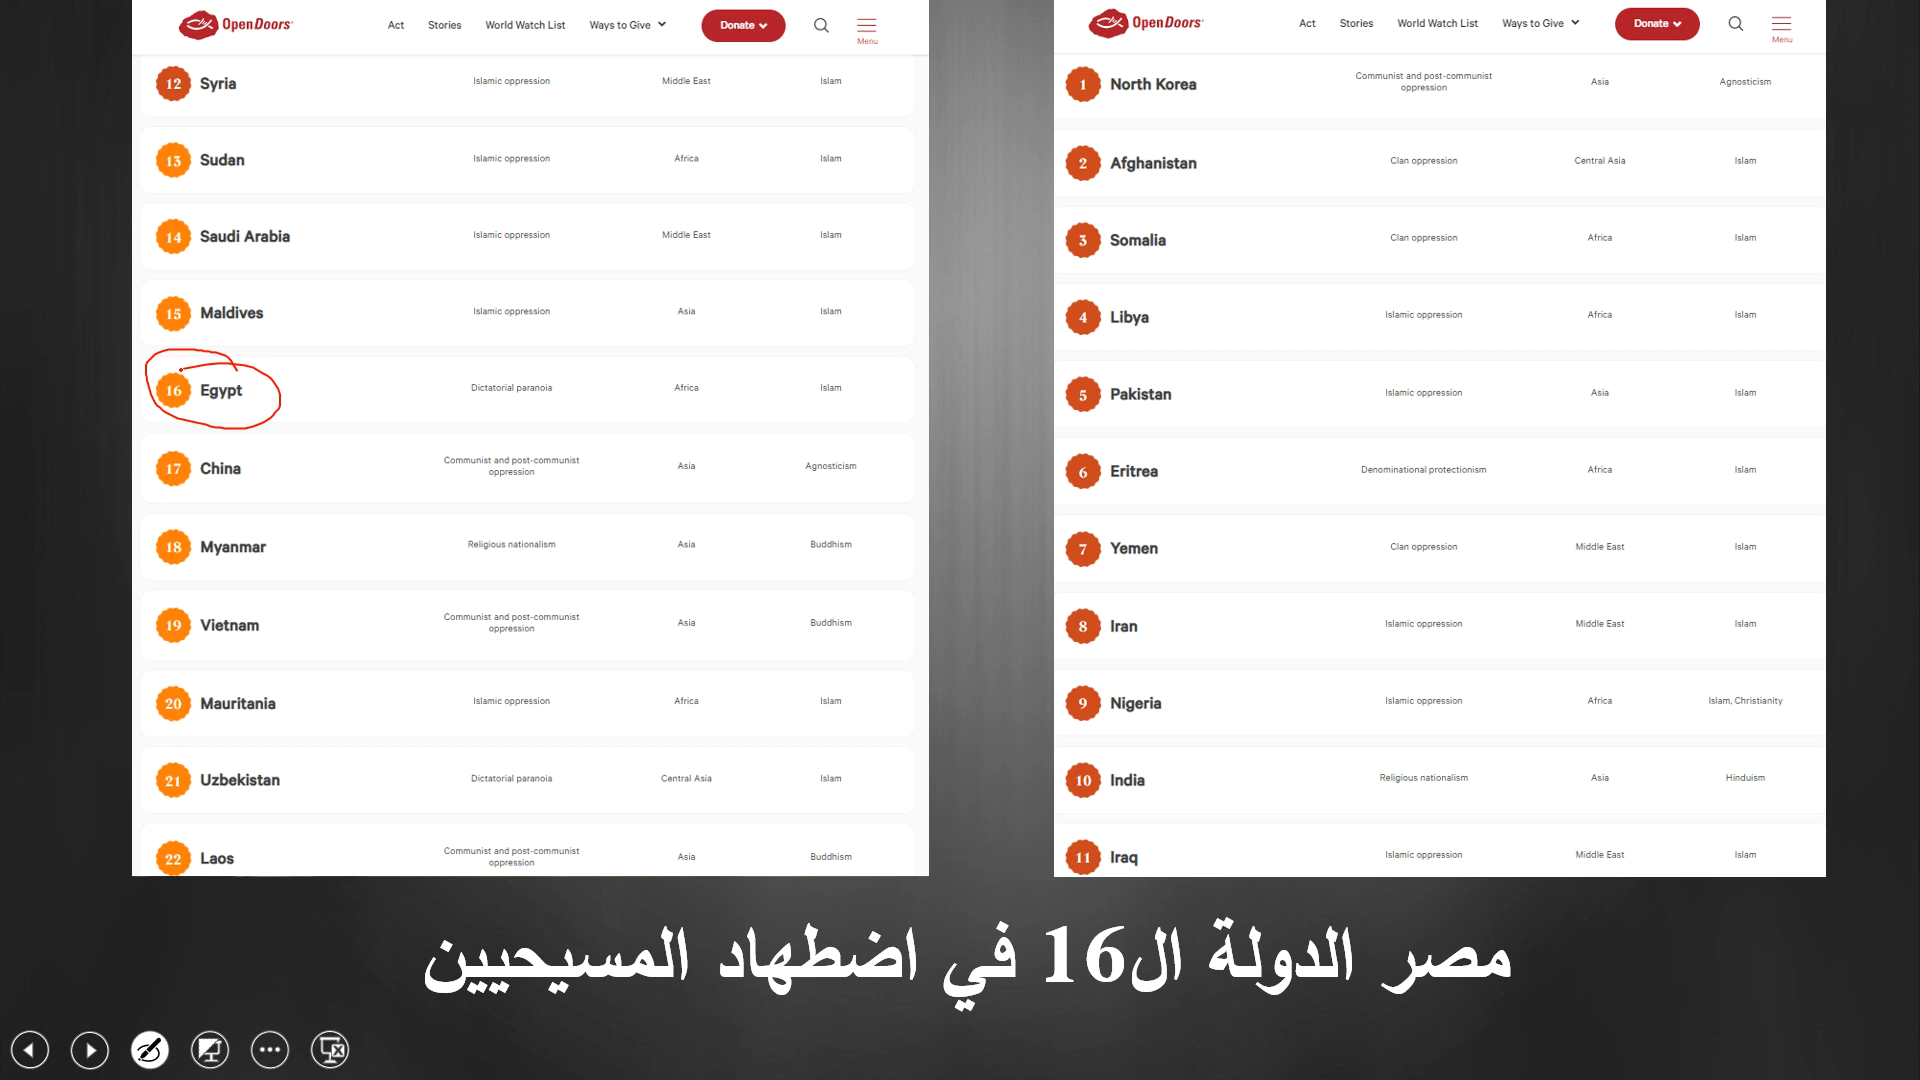 OpenDoors
Act Stories World Watch List Ways to Give Donate Menu
12 Syria Islamic oppression Middle East Islam
13 Sudan Islamic oppression Africa Islam
14 Saudi Arabia Islamic oppression Middle East Islam
15 Maldives Islamic oppression Asia Islam
16 Egypt Dictatorial paranoia Africa Islam
17 China Communist and post-communist oppression Asia Agnosticism
18 Myanmar Religious nationalism Asia Buddhism
19 Vietnam Communist and post-communist oppression Asia Buddhism
20 Mauritania Islamic oppression Africa Islam
21 Uzbekistan Dictatorial paranoia Central Asia Islam
22 Laos Communist and post-communist oppression Asia Buddhism
OpenDoors
Act Stories World Watch List Ways to Give Donate Menu
1 North Korea Communist and post-communist oppression Asia Agnosticism
2 Afghanistan Clan oppression Central Asia Islam
3 Somalia Clan oppression Africa Islam
4 Libya Islamic oppression Africa Islam
5 Pakistan Islamic oppression Asia Islam
6 Eritrea Denominational protectionism Africa Islam
7 Yemen Clan oppression Middle East Islam
8 Iran Islamic oppression Middle East Islam
9 Nigeria Islamic oppression Africa Islam, Christianity
10 India Religious nationalism Asia Hinduism
11 Iraq Islamic oppression Middle East Islam
مصر الدولة ال16 في اضطهاد المسيحيين